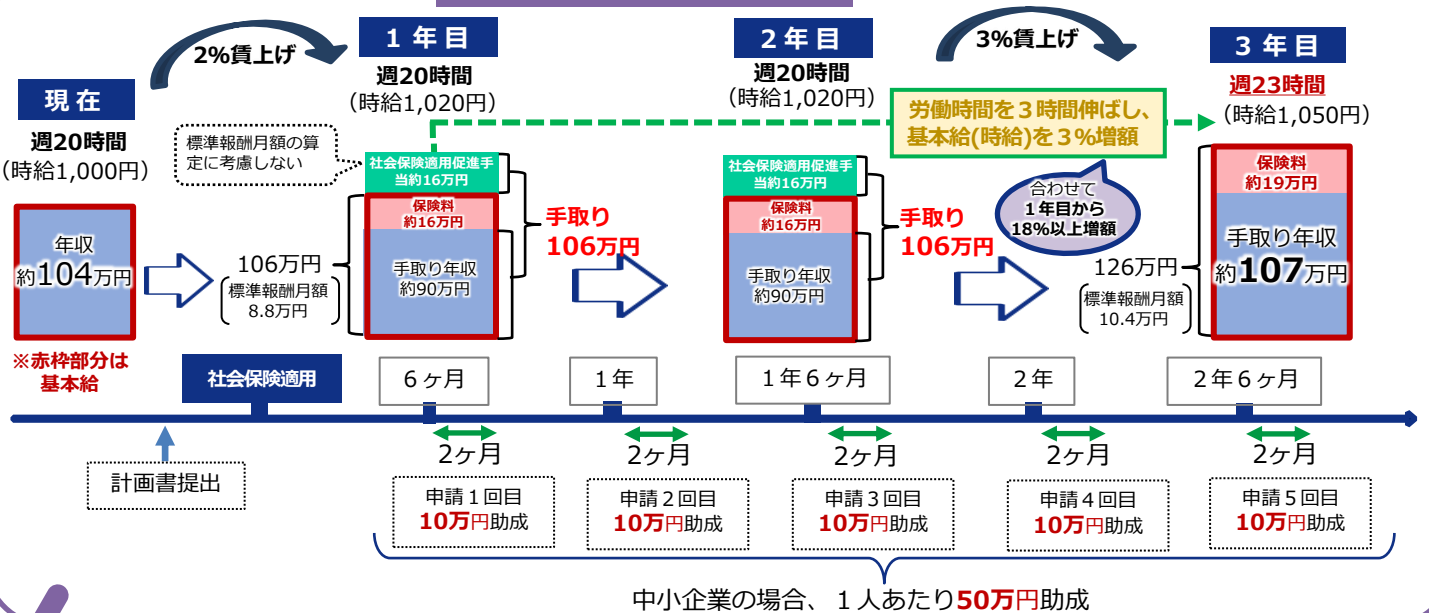 2%賃上げ
1年目
週20時間
(時給1,020円)
2年目
週20時間
(時給1,020円)
3%賃上げ
3年目
週23時間
(時給1,050円)
現在
週20時間
(時給1,000円)
標準報酬月額の算
定に考慮しない
労働時間を3時間伸ばし、
基本給(時給)を3%増額
年収
約104万円
※赤枠部分は
基本給
106万円
標準報酬月額
8.8万円
社会保険適用促進手
当約16万円
保険料
約16万円
手取り年収
約90万円
手取り
106万円
社会保険適用促進手
当約16万円
保険料
約16万円
手取り年収
約90万円
手取り
106万円
合わせて
1年目から
18%以上増額
126万円
標準報酬月額
10.4万円
保険料
約19万円
手取り年収
約107万円
社会保険適用
6ヶ月
1年
1年6ヶ月
2年
2年6ヶ月
計画書提出
2ヶ月
2ヶ月
2ヶ月
2ヶ月
2ヶ月
申請1回目
10万円助成
申請2回目
10万円助成
申請3回目
10万円助成
申請4回目
10万円助成
申請5回目
10万円助成
中小企業の場合、1人あたり50万円助成